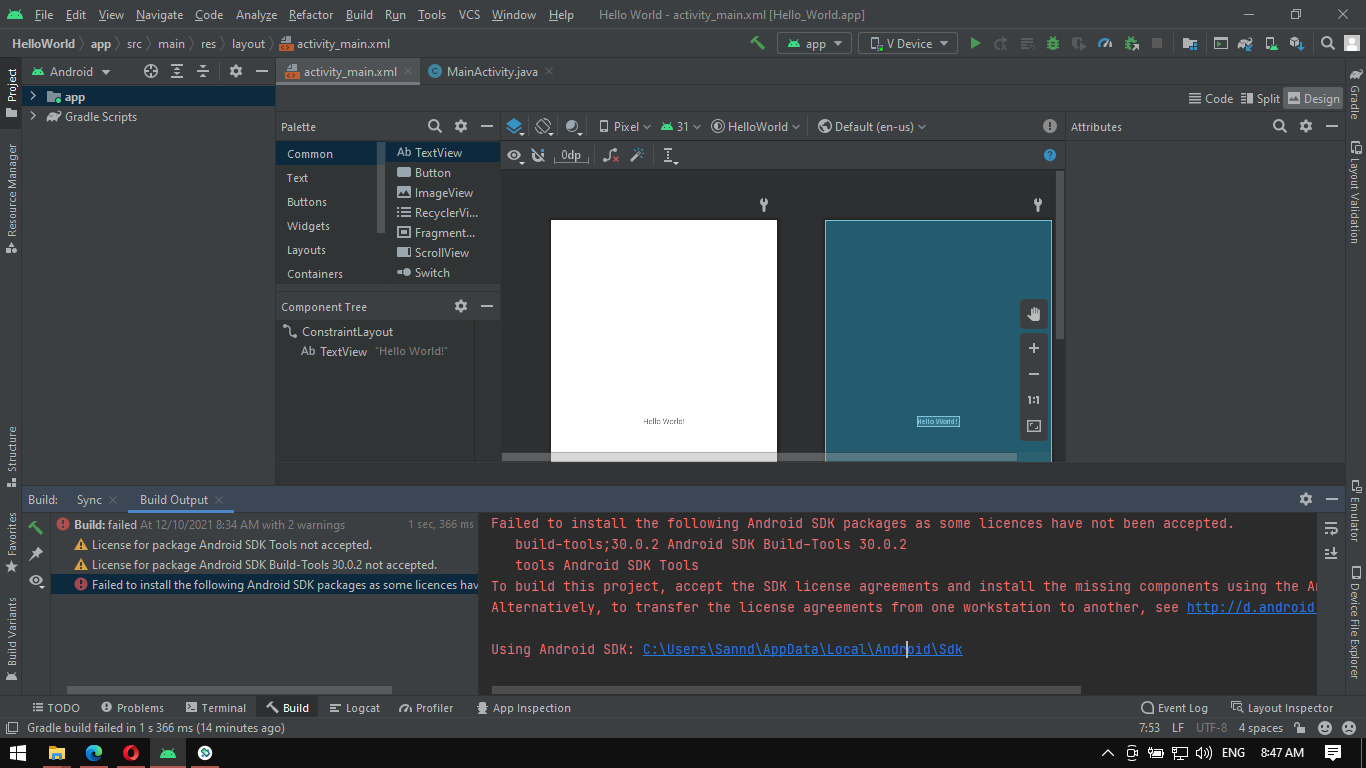 File Edit View Navigate Code Analyze Refactor Build Run Tools VCS Window Help Hello World - activity_main.xml [Hello_World.app]
HelloWorld app src main res layout activity_main.xml
app V Device
Project
Resource Manager
Structure
Favorites
Build Variants
Android
app
Gradle Scripts
activity_main.xml MainActivity.java
Code Split Design
Palette
Common
Text
Buttons
Widgets
Layouts
Containers
Ab TextView
Button
ImageView
RecyclerVi...
Fragment...
ScrollView
Switch
Component Tree
ConstraintLayout
Ab TextView "Hello World!"
Pixel 31 HelloWorld Default (en-us)
0dp
Hello World!
Hello World!
1:1
Attributes
Gradle
Layout Validation
Emulator
Device File Explorer
Build: Sync Build Output
Build: failed At 12/10/2021 8:34 AM with 2 warnings 1 sec, 366 ms
License for package Android SDK Tools not accepted.
License for package Android SDK Build-Tools 30.0.2 not accepted.
Failed to install the following Android SDK packages as some licences hav
Failed to install the following Android SDK packages as some licences have not been accepted.
build-tools;30.0.2 Android SDK Build-Tools 30.0.2
tools Android SDK Tools
To build this project, accept the SDK license agreements and install the missing components using the An
Alternatively, to transfer the license agreements from one workstation to another, see http://d.android
Using Android SDK: C:\Users\Sannd\AppData\Local\Android\Sdk
TODO Problems Terminal Build Logcat Profiler App Inspection Event Log Layout Inspector
Gradle build failed in 1 s 366 ms (14 minutes ago) 7:53 LF UTF-8 4 spaces
ENG 8:47 AM